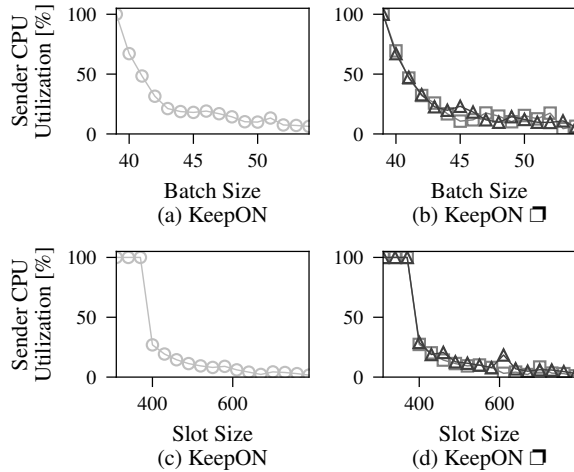 Sender CPU
Utilization [%]
100
50
0
40 45 50
Batch Size
(a) KeepON
100
50
0
40 45 50
Batch Size
(b) KeepON ❐
Sender CPU
Utilization [%]
100
50
0
400 600
Slot Size
(c) KeepON
100
50
0
400 600
Slot Size
(d) KeepON ❐